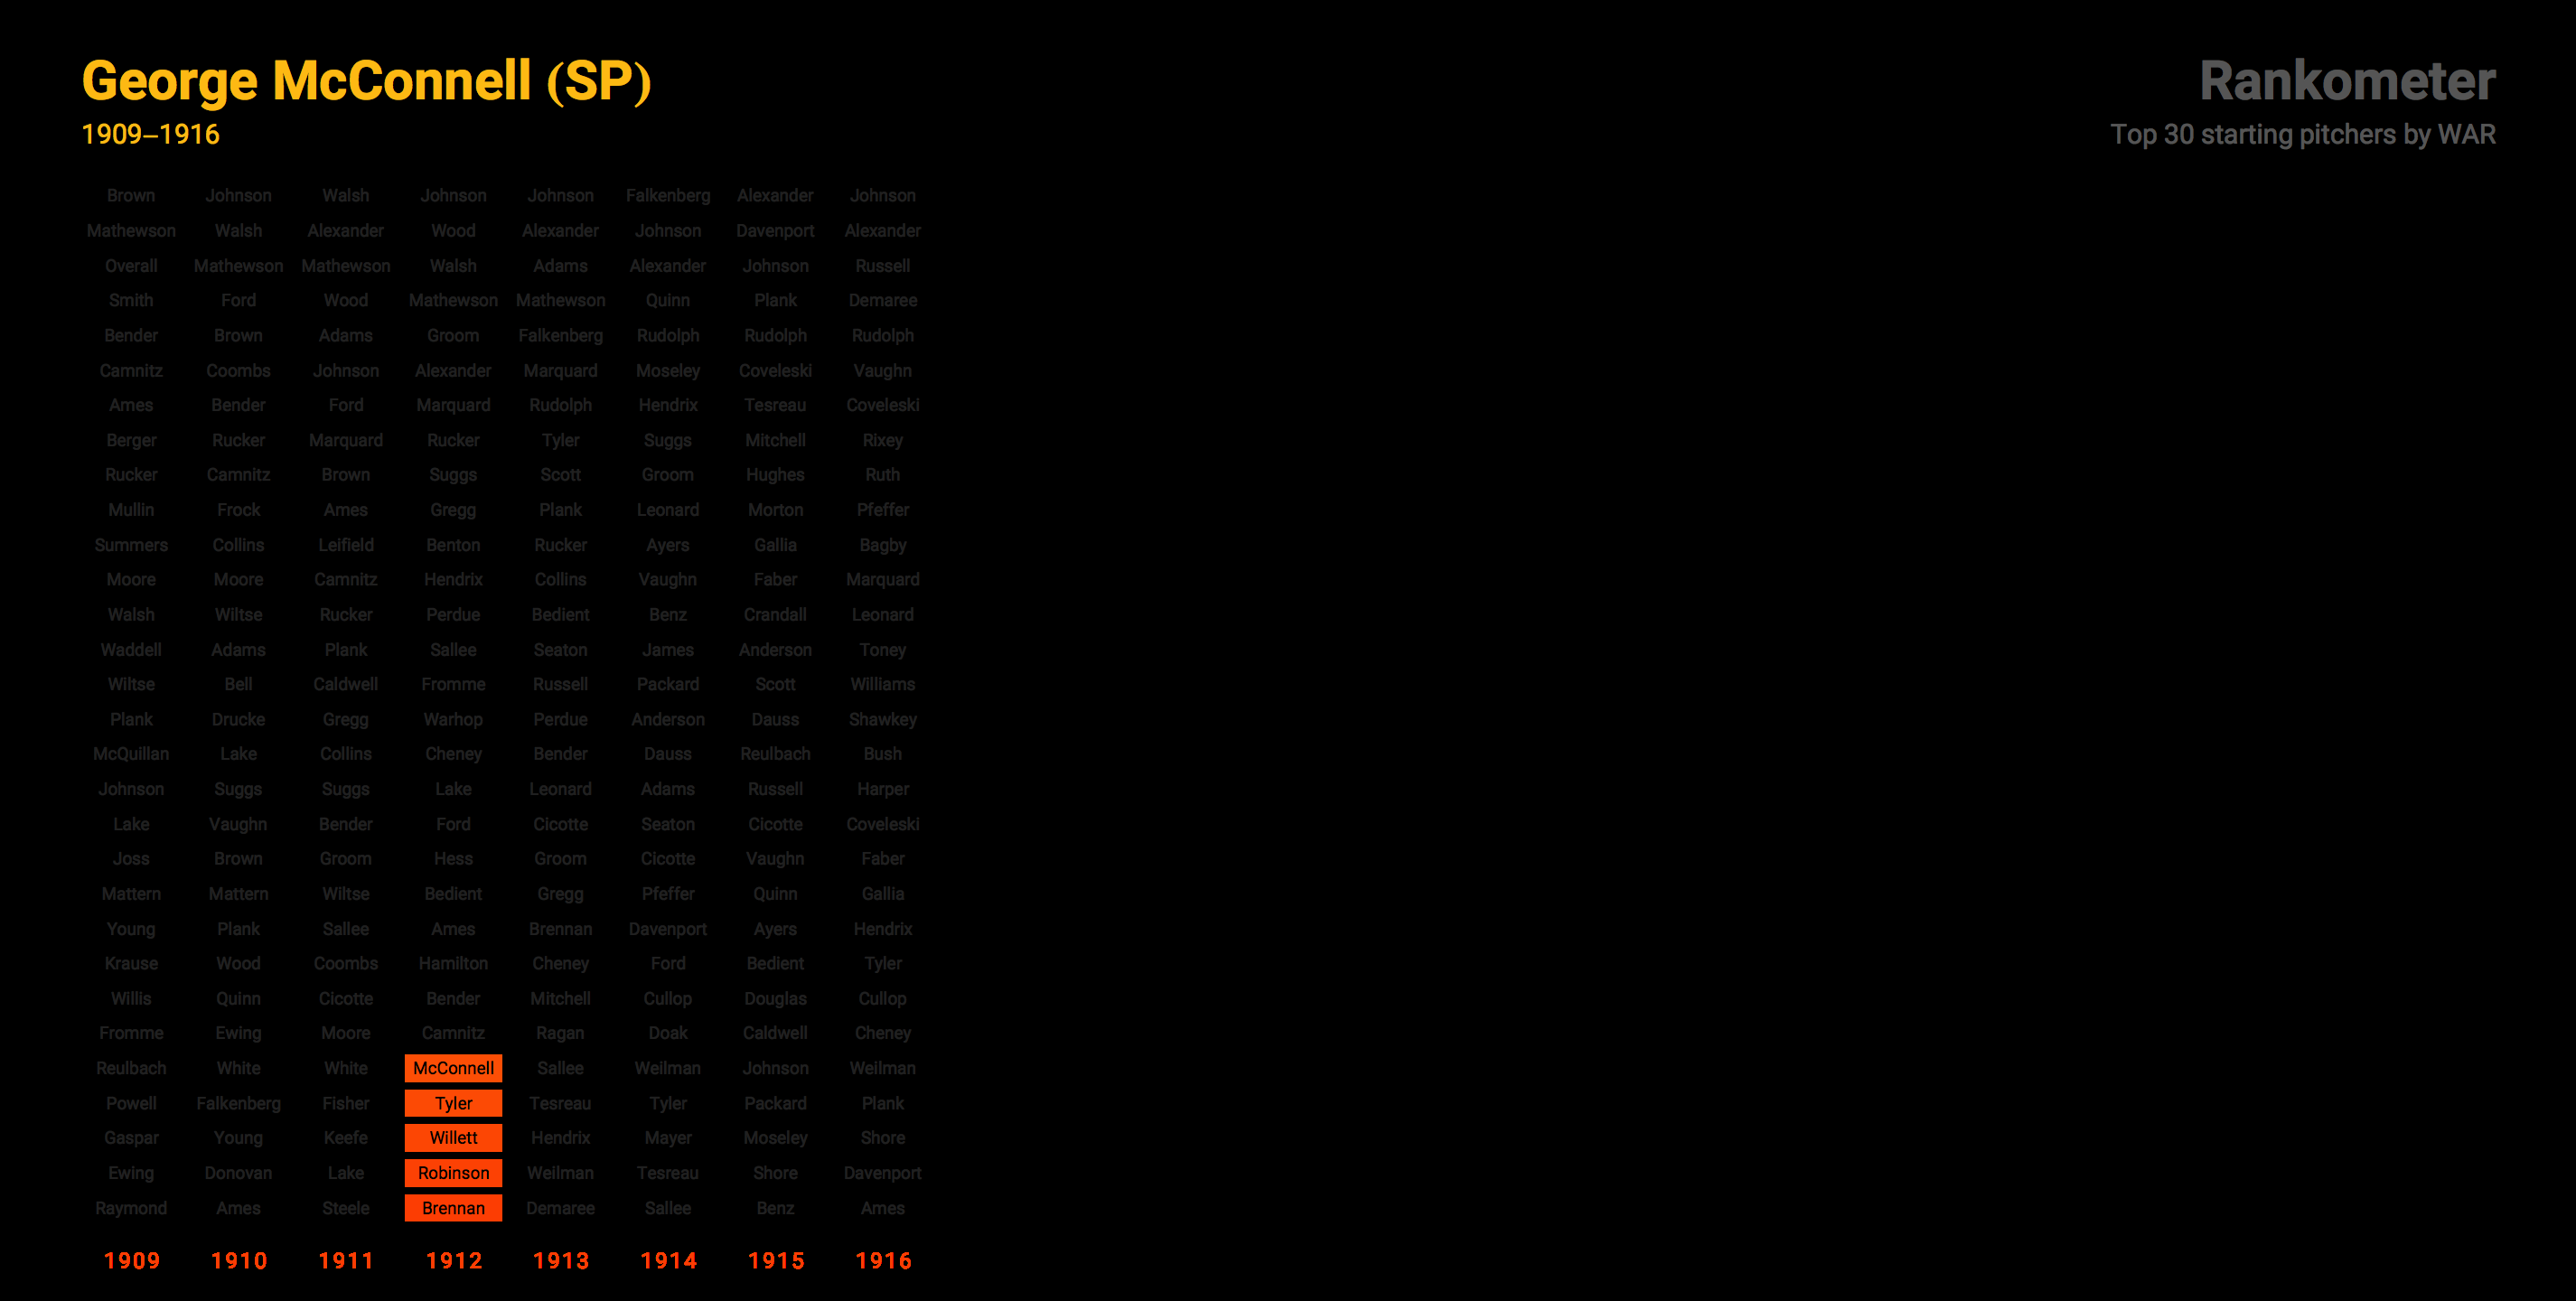 George McConnell (SP)
1909–1916
Rankometer
Top 30 starting pitchers by WAR
Brown Johnson Walsh Johnson Johnson Falkenberg Alexander Johnson
Mathewson Walsh Alexander Wood Alexander Johnson Davenport Alexander
Overall Mathewson Mathewson Walsh Adams Alexander Johnson Russell
Smith Ford Wood Mathewson Mathewson Quinn Plank Demaree
Bender Brown Adams Groom Falkenberg Rudolph Rudolph Rudolph
Camnitz Coombs Johnson Alexander Marquard Moseley Coveleski Vaughn
Ames Bender Ford Marquard Rudolph Hendrix Tesreau Coveleski
Berger Rucker Marquard Rucker Tyler Suggs Mitchell Rixey
Rucker Camnitz Brown Suggs Scott Groom Hughes Ruth
Mullin Frock Ames Gregg Plank Leonard Morton Pfeffer
Summers Collins Leifield Benton Rucker Ayers Gallia Bagby
Moore Moore Camnitz Hendrix Collins Vaughn Faber Marquard
Walsh Wiltse Rucker Perdue Bedient Benz Crandall Leonard
Waddell Adams Plank Sallee Seaton James Anderson Toney
Wiltse Bell Caldwell Fromme Russell Packard Scott Williams
Plank Drucke Gregg Warhop Perdue Anderson Dauss Shawkey
McQuillan Lake Collins Cheney Bender Dauss Reulbach Bush
Johnson Suggs Suggs Lake Leonard Adams Russell Harper
Lake Vaughn Bender Ford Cicotte Seaton Cicotte Coveleski
Joss Brown Groom Hess Groom Cicotte Vaughn Faber
Mattern Mattern Wiltse Bedient Gregg Pfeffer Quinn Gallia
Young Plank Sallee Ames Brennan Davenport Ayers Hendrix
Krause Wood Coombs Hamilton Cheney Ford Bedient Tyler
Willis Quinn Cicotte Bender Mitchell Cullop Douglas Cullop
Fromme Ewing Moore Camnitz Ragan Doak Caldwell Cheney
Reulbach White White McConnell Sallee Weilman Johnson Weilman
Powell Falkenberg Fisher Tyler Tesreau Tyler Packard Plank
Gaspar Young Keefe Willett Hendrix Mayer Moseley Shore
Ewing Donovan Lake Robinson Weilman Tesreau Shore Davenport
Raymond Ames Steele Brennan Demaree Sallee Benz Ames
1909 1910 1911 1912 1913 1914 1915 1916